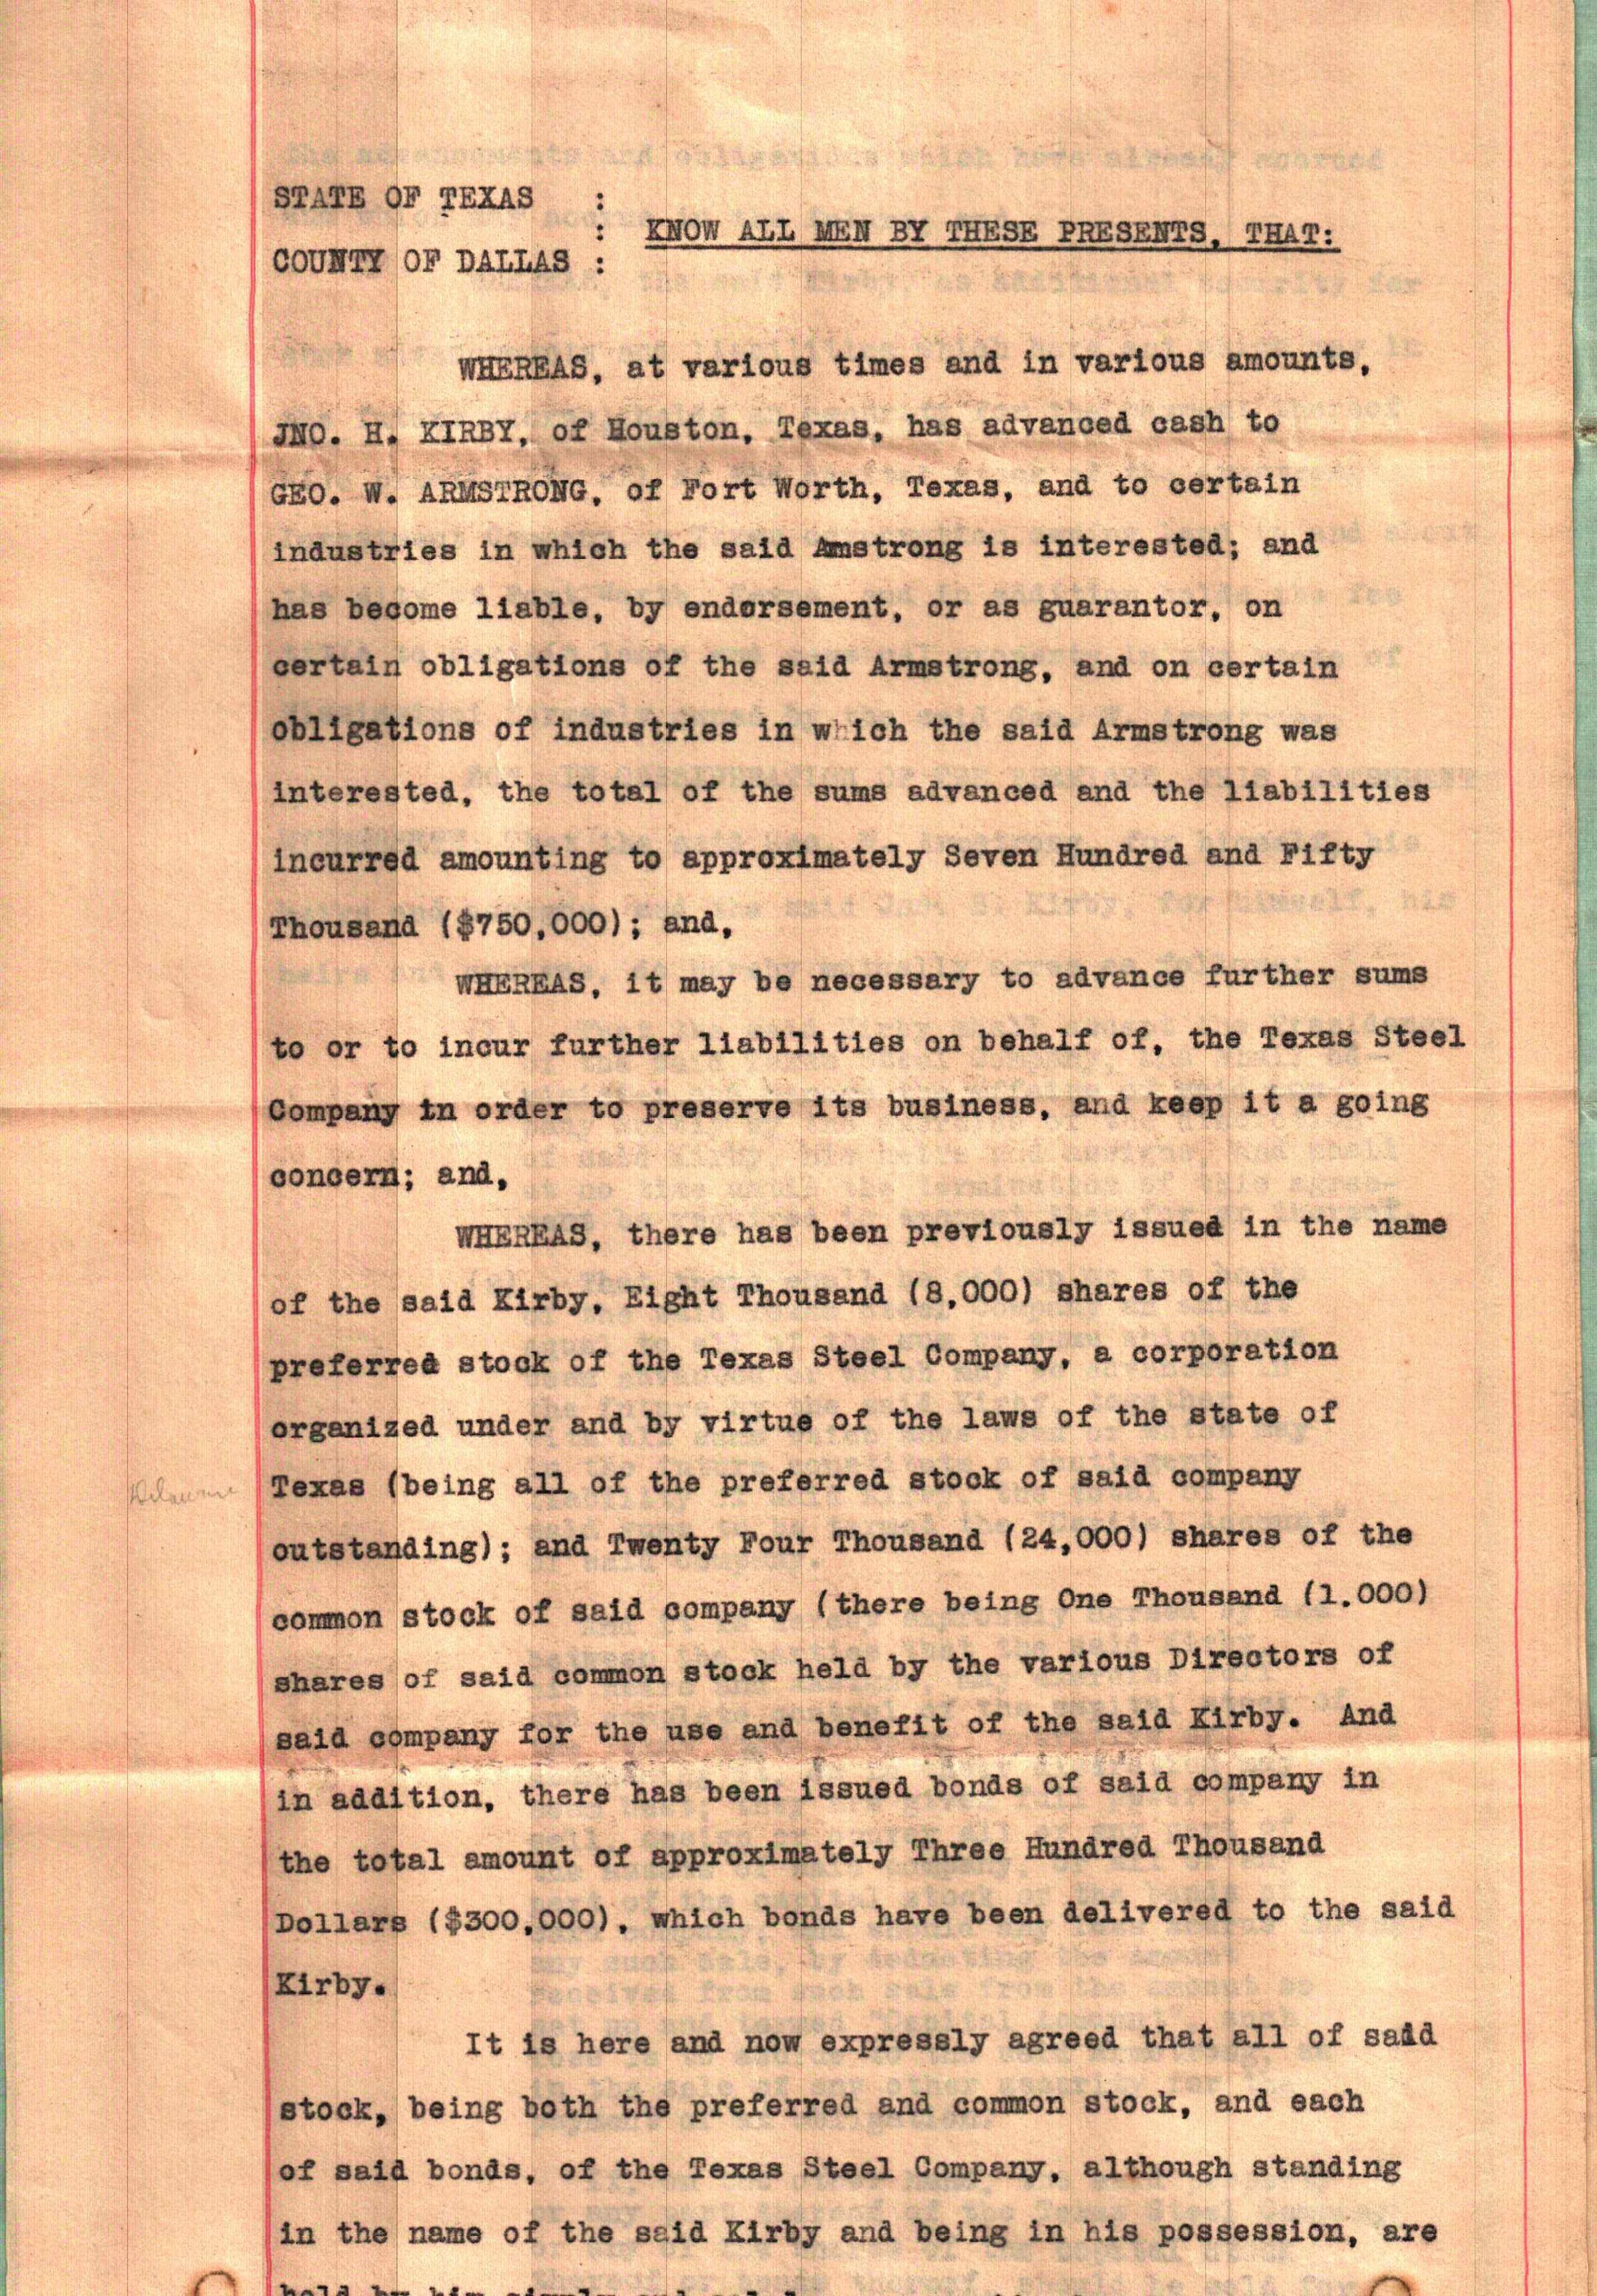 STATE OF TEXAS :
: KNOW ALL MEN BY THESE PRESENTS, THAT:
COUNTY OF DALLAS :
WHEREAS, at various times and in various amounts,
JNO. H. KIRBY, of Houston, Texas, has advanced cash to
GEO. W. ARMSTRONG, of Fort Worth, Texas, and to certain
industries in which the said Amstrong is interested; and
has become liable, by endorsement, or as guarantor, on
certain obligations of the said Armstrong, and on certain
obligations of industries in which the said Armstrong was
interested, the total of the sums advanced and the liabilities
incurred amounting to approximately Seven Hundred and Fifty
Thousand ($750,000); and,
WHEREAS, it may be necessary to advance further sums
to or to incur further liabilities on behalf of, the Texas Steel
Company in order to preserve its business, and keep it a going
concern; and,
WHEREAS, there has been previously issued in the name
of the said Kirby, Eight Thousand (8,000) shares of the
preferred stock of the Texas Steel Company, a corporation
organized under and by virtue of the laws of the state of
Texas (being all of the preferred stock of said company
outstanding); and Twenty Four Thousand (24,000) shares of the
common stock of said company (there being One Thousand (1.000)
shares of said common stock held by the various Directors of
said company for the use and benefit of the said Kirby. And
in addition, there has been issued bonds of said company in
the total amount of approximately Three Hundred Thousand
Dollars ($300,000), which bonds have been delivered to the said
Kirby.
It is here and now expressly agreed that all of sadd
stock, being both the preferred and common stock, and each
of said bonds, of the Texas Steel Company, although standing
in the name of the said Kirby and being in his possession, are